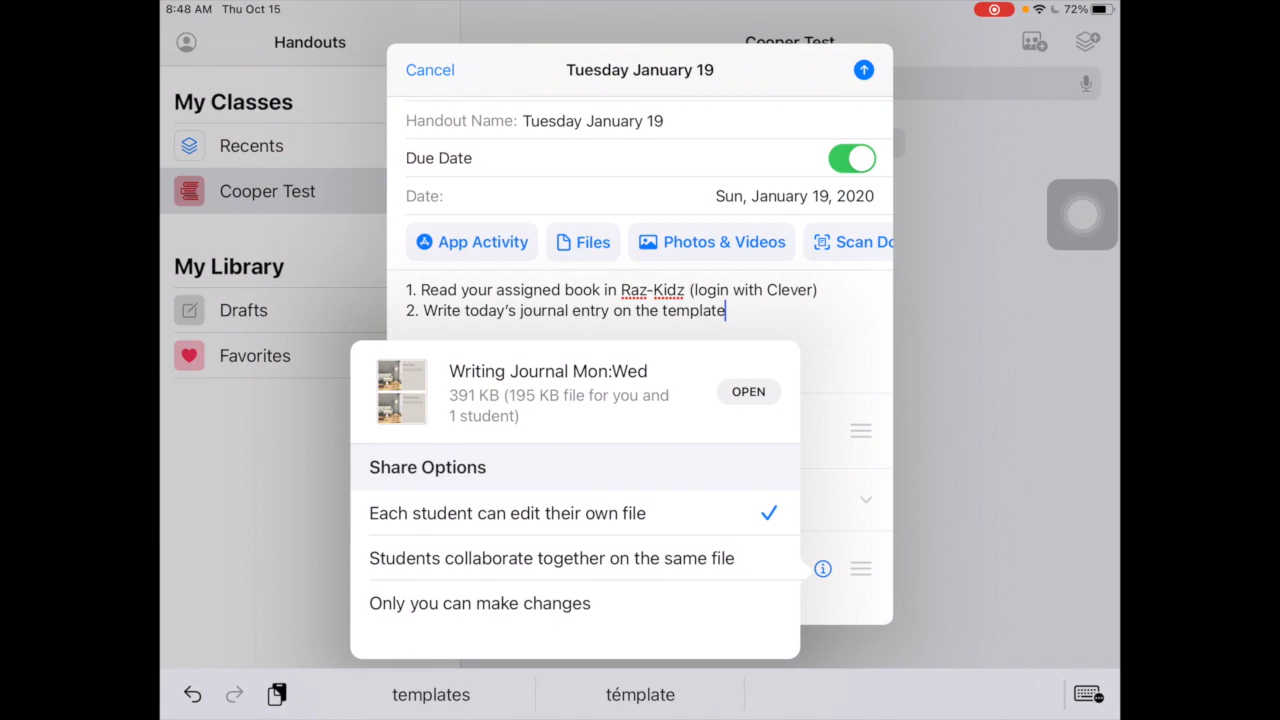 8:48 AM Thu Oct 15
72%
Handouts
Cooper Test
My Classes
Recents
Cooper Test
My Library
Drafts
Favorites
Cancel
Tuesday January 19
Handout Name: Tuesday January 19
Due Date
Date:
Sun, January 19, 2020
App Activity
Files
Photos & Videos
Scan Do
1. Read your assigned book in Raz-Kidz (login with Clever)
2. Write today's journal entry on the template
Writing Journal Mon:Wed
391 KB (195 KB file for you and
1 student)
OPEN
Share Options
Each student can edit their own file
Students collaborate together on the same file
Only you can make changes
templates
témplate